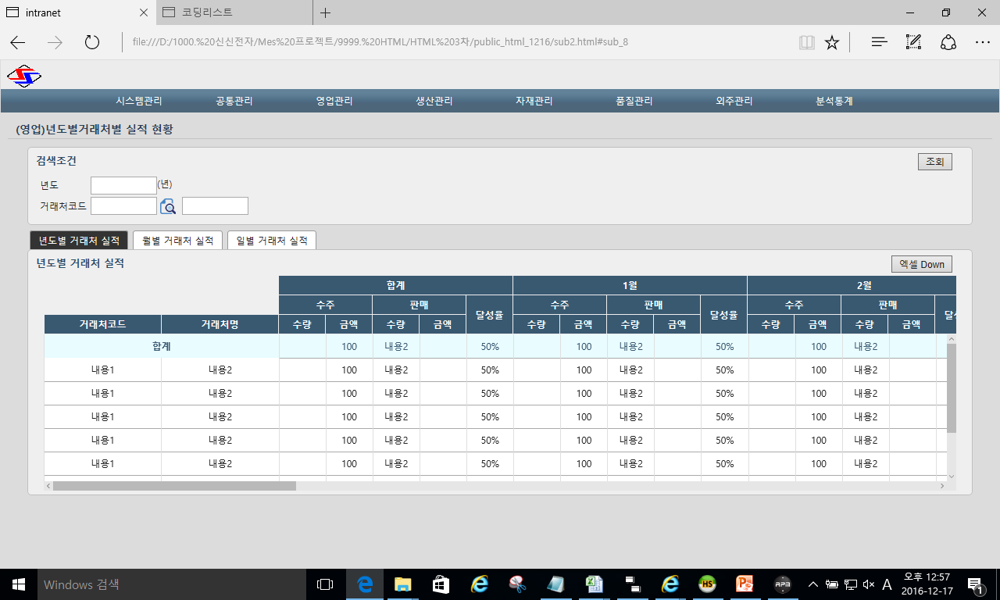 intranet
코딩리스트
file:///D:/1000.%20신신전자/Mes%20프로젝트/9999.%20HTML/HTML%203차/public_html_1216/sub2.html#sub_8
시스템관리 공통관리 영업관리 생산관리 자재관리 품질관리 외주관리 분석통계
(영업)년도별거래처별 실적 현황
검색조건 조회
년도 (년)
거래처코드
년도별 거래처 실적 월별 거래처 실적 일별 거래처 실적
년도별 거래처 실적 엑셀 Down
합계 1월 2월
수주 판매 달성율 수주 판매 달성율 수주 판매
거래처코드 거래처명 수량 금액 수량 금액 수량 금액 수량 금액 수량 금액 수량 금액
합계 100 내용2 50% 100 내용2 50% 100 내용2
내용1 내용2 100 내용2 50% 100 내용2 50% 100 내용2
내용1 내용2 100 내용2 50% 100 내용2 50% 100 내용2
내용1 내용2 100 내용2 50% 100 내용2 50% 100 내용2
내용1 내용2 100 내용2 50% 100 내용2 50% 100 내용2
내용1 내용2 100 내용2 50% 100 내용2 50% 100 내용2
Windows 검색
HS
APM
A
오후 12:57
2016-12-17
1